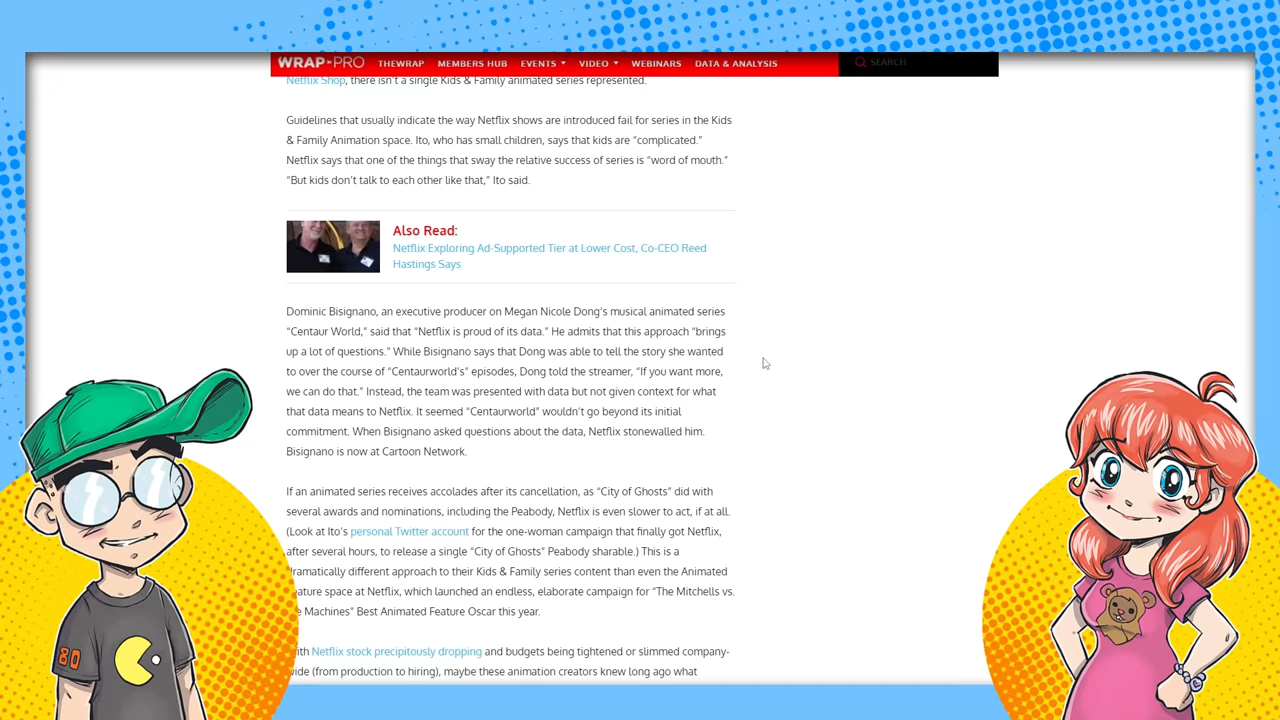 WRAP PRO THEWRAP MEMBERS HUB EVENTS VIDEO WEBINARS DATA & ANALYSIS SEARCH
Netflix Shop, there isn't a single Kids & Family animated series represented.
Guidelines that usually indicate the way Netflix shows are introduced fail for series in the Kids
& Family Animation space. Ito, who has small children, says that kids are “complicated.”
Netflix says that one of the things that sway the relative success of series is “word of mouth.”
“But kids don’t talk to each other like that,” Ito said.
Also Read:
Netflix Exploring Ad-Supported Tier at Lower Cost, Co-CEO Reed
Hastings Says
Dominic Bisignano, an executive producer on Megan Nicole Dong’s musical animated series
“Centaur World,” said that “Netflix is proud of its data.” He admits that this approach “brings
up a lot of questions.” While Bisignano says that Dong was able to tell the story she wanted
to over the course of “Centaurworld’s” episodes, Dong told the streamer, “If you want more,
we can do that.” Instead, the team was presented with data but not given context for what
that data means to Netflix. It seemed “Centaurworld” wouldn’t go beyond its initial
commitment. When Bisignano asked questions about the data, Netflix stonewalled him.
Bisignano is now at Cartoon Network.
If an animated series receives accolades after its cancellation, as “City of Ghosts” did with
several awards and nominations, including the Peabody, Netflix is even slower to act, if at all.
(Look at Ito’s personal Twitter account for the one-woman campaign that finally got Netflix,
after several hours, to release a single “City of Ghosts” Peabody sharable.) This is a
dramatically different approach to their Kids & Family series content than even the Animated
eature space at Netflix, which launched an endless, elaborate campaign for “The Mitchells vs.
e Machines” Best Animated Feature Oscar this year.
ith Netflix stock precipitously dropping and budgets being tightened or slimmed company-
wide (from production to hiring), maybe these animation creators knew long ago what
80